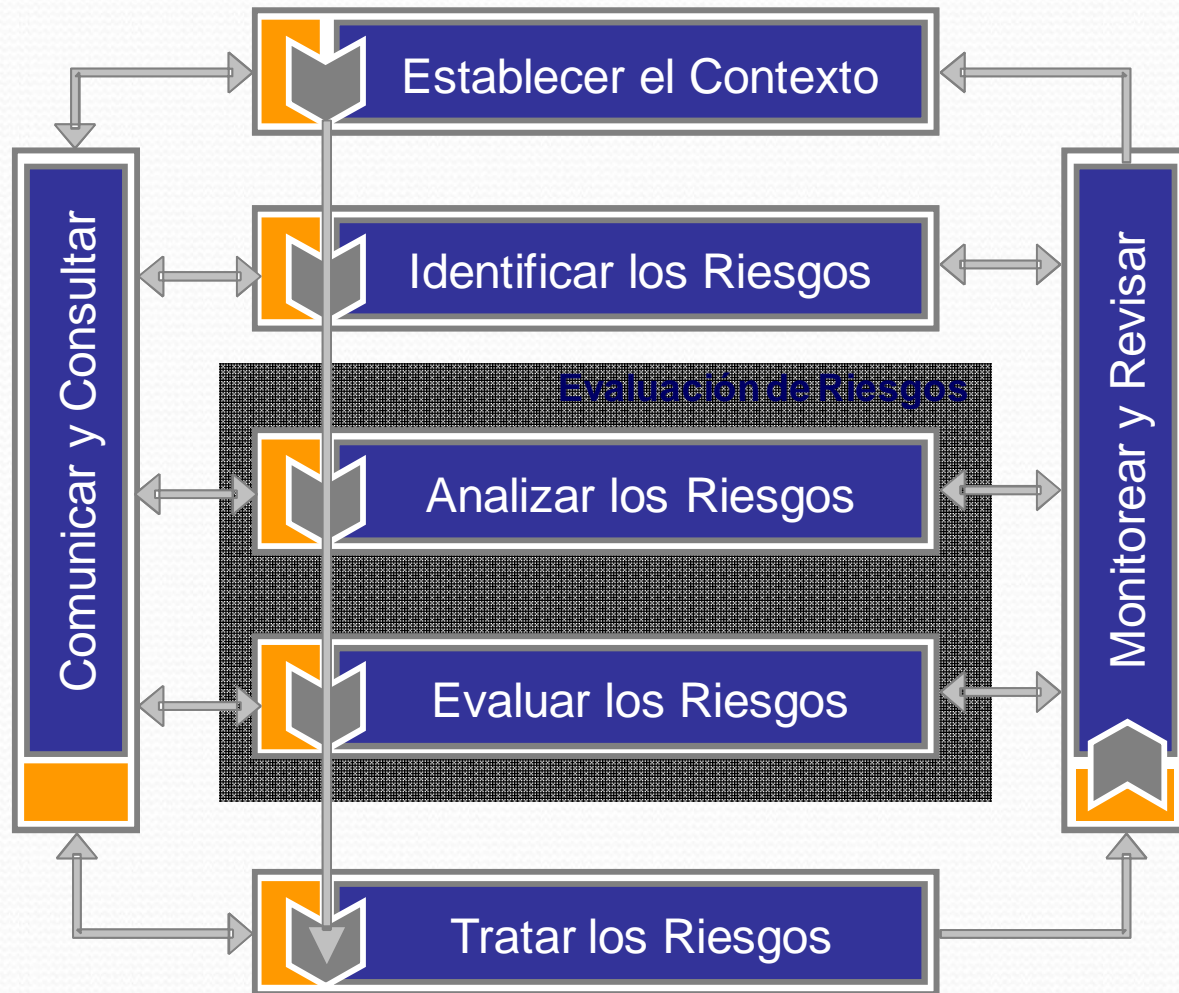 Establecer el Contexto
Comunicar y Consultar
Identificar los Riesgos
Monitorear y Revisar
Evaluación de Riesgos
Analizar los Riesgos
Evaluar los Riesgos
Tratar los Riesgos